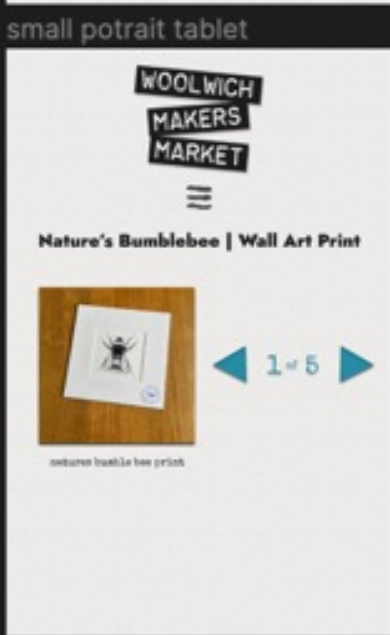 small potrait tablet
WOOLWICH
MAKERS
MARKET
Nature's Bumblebee | Wall Art Print
1 of 5
natures bumble bee print